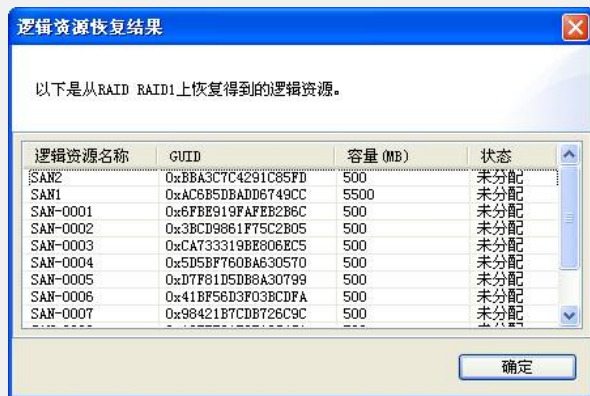 逻辑资源恢复结果
以下是从RAID RAID1上恢复得到的逻辑资源。
逻辑资源名称 GUID 容量(MB) 状态
SAN2 0xBBA3C7C4291C85FD 500 未分配
SAN1 0xAC6B5DBADD6749CC 5500 未分配
SAN-0001 0x6FBE919FAFEB2B6C 500 未分配
SAN-0002 0x3BCD9861F75C2B05 500 未分配
SAN-0003 0xCA733319BE806EC5 500 未分配
SAN-0004 0x5D5BF760BA630570 500 未分配
SAN-0005 0xD7F81D5DB8A30799 500 未分配
SAN-0006 0x41BF56D3F03BCDFA 500 未分配
SAN-0007 0x98421B7CDB726C9C 500 未分配
确定